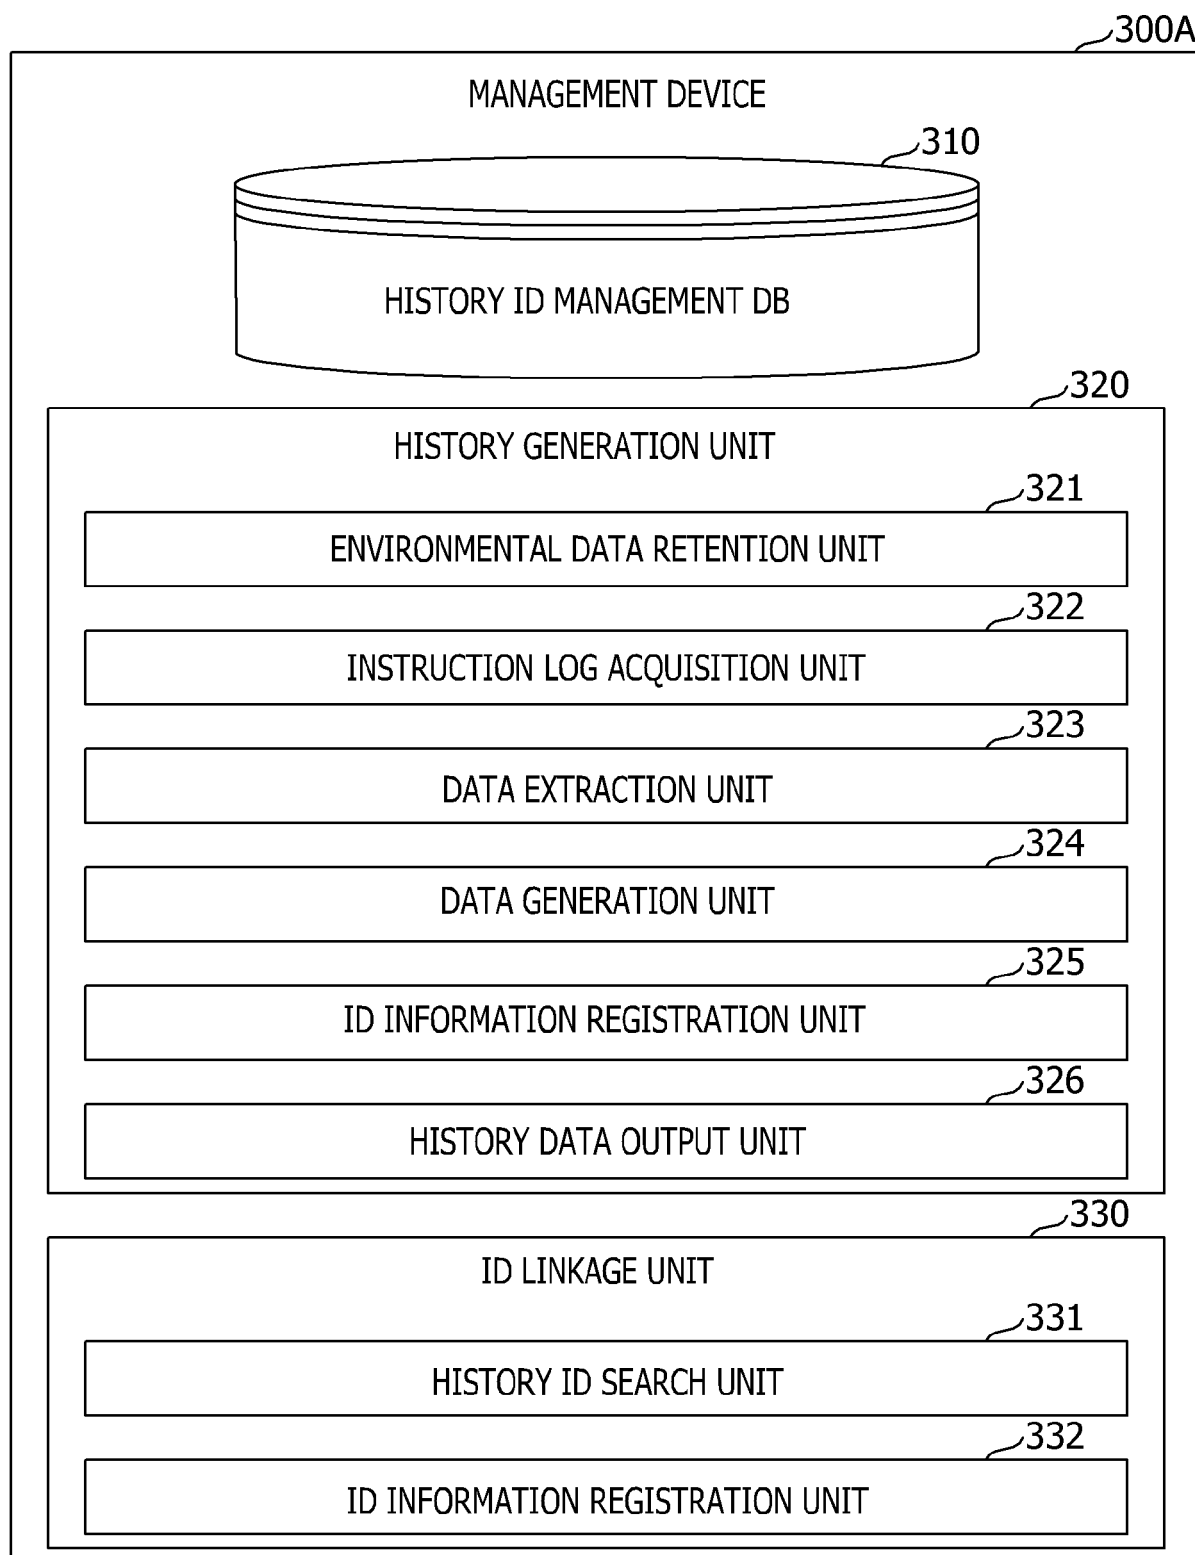 300A
MANAGEMENT DEVICE
310
HISTORY ID MANAGEMENT DB
320
HISTORY GENERATION UNIT
321
ENVIRONMENTAL DATA RETENTION UNIT
322
INSTRUCTION LOG ACQUISITION UNIT
323
DATA EXTRACTION UNIT
324
DATA GENERATION UNIT
325
ID INFORMATION REGISTRATION UNIT
326
HISTORY DATA OUTPUT UNIT
330
ID LINKAGE UNIT
331
HISTORY ID SEARCH UNIT
332
ID INFORMATION REGISTRATION UNIT